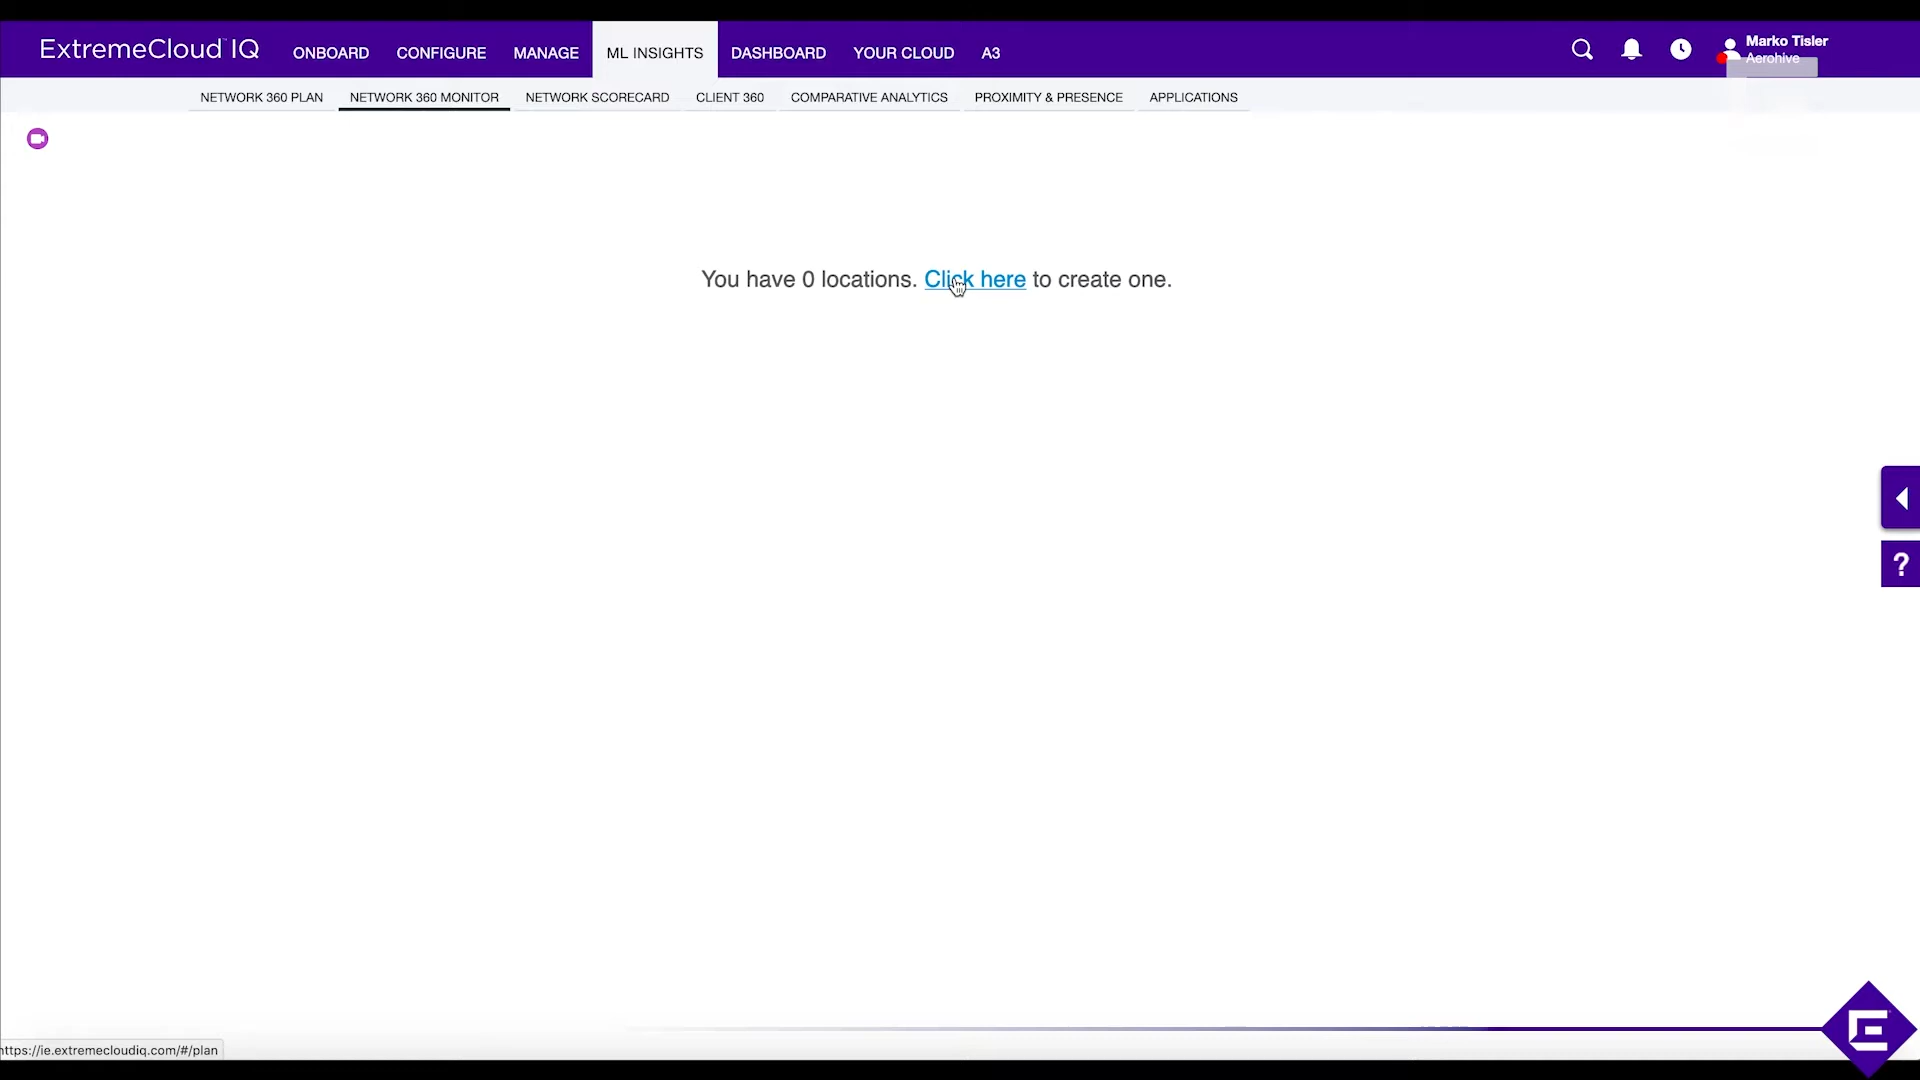 ExtremeCloud IQ ONBOARD CONFIGURE MANAGE ML INSIGHTS DASHBOARD YOUR CLOUD A3
Marko Tisler
Aerohive
NETWORK 360 PLAN NETWORK 360 MONITOR NETWORK SCORECARD CLIENT 360 COMPARATIVE ANALYTICS PROXIMITY & PRESENCE APPLICATIONS
You have 0 locations. Click here to create one.
?
https://ie.extremecloudiq.com/#/plan
E